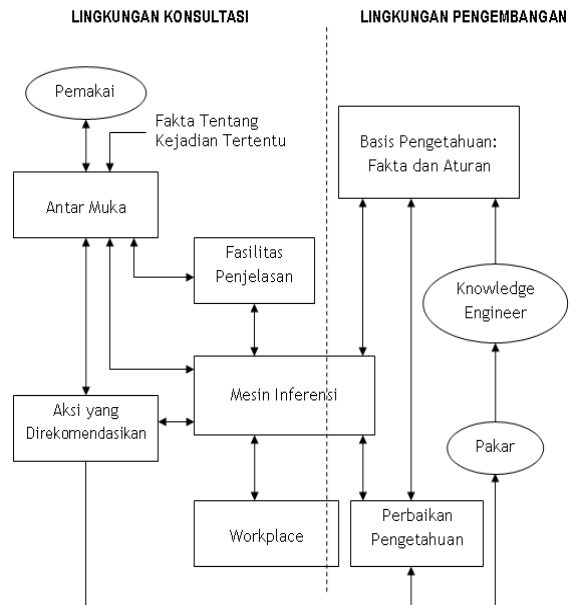 LINGKUNGAN KONSULTASI
LINGKUNGAN PENGEMBANGAN
Pemakai
Fakta Tentang
Kejadian Tertentu
Basis Pengetahuan:
Fakta dan Aturan
Antar Muka
Fasilitas
Penjelasan
Knowledge
Engineer
Mesin Inferensi
Aksi yang
Direkomendasikan
Pakar
Workplace
Perbaikan
Pengetahuan